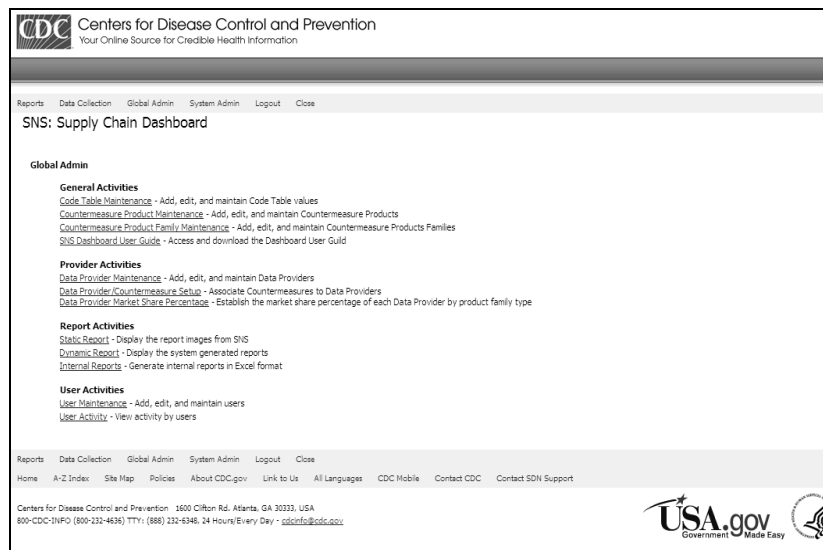 CDC Centers for Disease Control and Prevention
Your Online Source for Credible Health Information
Reports Data Collection Global Admin System Admin Logout Close
SNS: Supply Chain Dashboard
Global Admin
General Activities
Code Table Maintenance - Add, edit, and maintain Code Table values
Countermeasure Product Maintenance - Add, edit, and maintain Countermeasure Products
Countermeasure Product Family Maintenance - Add, edit, and maintain Countermeasure Products Families
SNS Dashboard User Guide - Access and download the Dashboard User Guild
Provider Activities
Data Provider Maintenance - Add, edit, and maintain Data Providers
Data Provider/Countermeasure Setup - Associate Countermeasures to Data Providers
Data Provider Market Share Percentage - Establish the market share percentage of each Data Provider by product family type
Report Activities
Static Report - Display the report images from SNS
Dynamic Report - Display the system generated reports
Internal Reports - Generate internal reports in Excel format
User Activities
User Maintenance - Add, edit, and maintain users
User Activity - View activity by users
Reports Data Collection Global Admin System Admin Logout Close
Home A-Z Index Site Map Policies About CDC.gov Link to Us All Languages CDC Mobile Contact CDC Contact SDN Support
Centers for Disease Control and Prevention 1600 Clifton Rd. Atlanta, GA 30333, USA
800-CDC-INFO (800-232-4636) TTY: (888) 232-6348, 24 Hours/Every Day - cdcinfo@cdc.gov
USA.gov
Government Made Easy